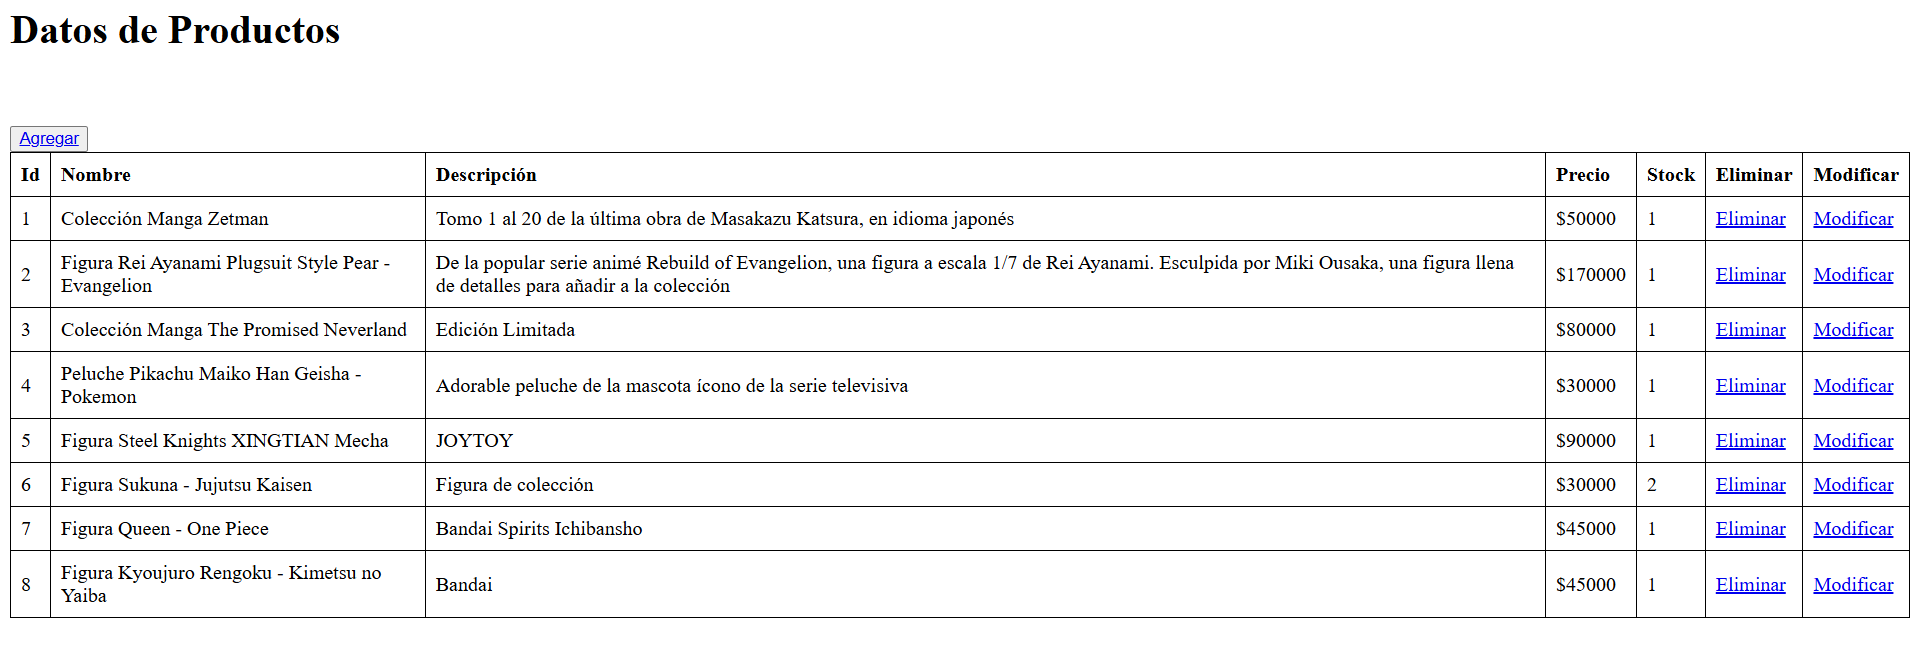 Datos de Productos
Agregar
Id Nombre Descripción Precio Stock Eliminar Modificar
1 Colección Manga Zetman Tomo 1 al 20 de la última obra de Masakazu Katsura, en idioma japonés $50000 1 Eliminar Modificar
2 Figura Rei Ayanami Plugsuit Style Pear - De la popular serie animé Rebuild of Evangelion, una figura a escala 1/7 de Rei Ayanami. Esculpida por Miki Ousaka, una figura llena $170000 1 Eliminar Modificar
Evangelion de detalles para añadir a la colección
3 Colección Manga The Promised Neverland Edición Limitada $80000 1 Eliminar Modificar
4 Peluche Pikachu Maiko Han Geisha - Adorable peluche de la mascota ícono de la serie televisiva $30000 1 Eliminar Modificar
Pokemon
5 Figura Steel Knights XINGTIAN Mecha JOYTOY $90000 1 Eliminar Modificar
6 Figura Sukuna - Jujutsu Kaisen Figura de colección $30000 2 Eliminar Modificar
7 Figura Queen - One Piece Bandai Spirits Ichibansho $45000 1 Eliminar Modificar
8 Figura Kyoujuro Rengoku - Kimetsu no Bandai $45000 1 Eliminar Modificar
Yaiba